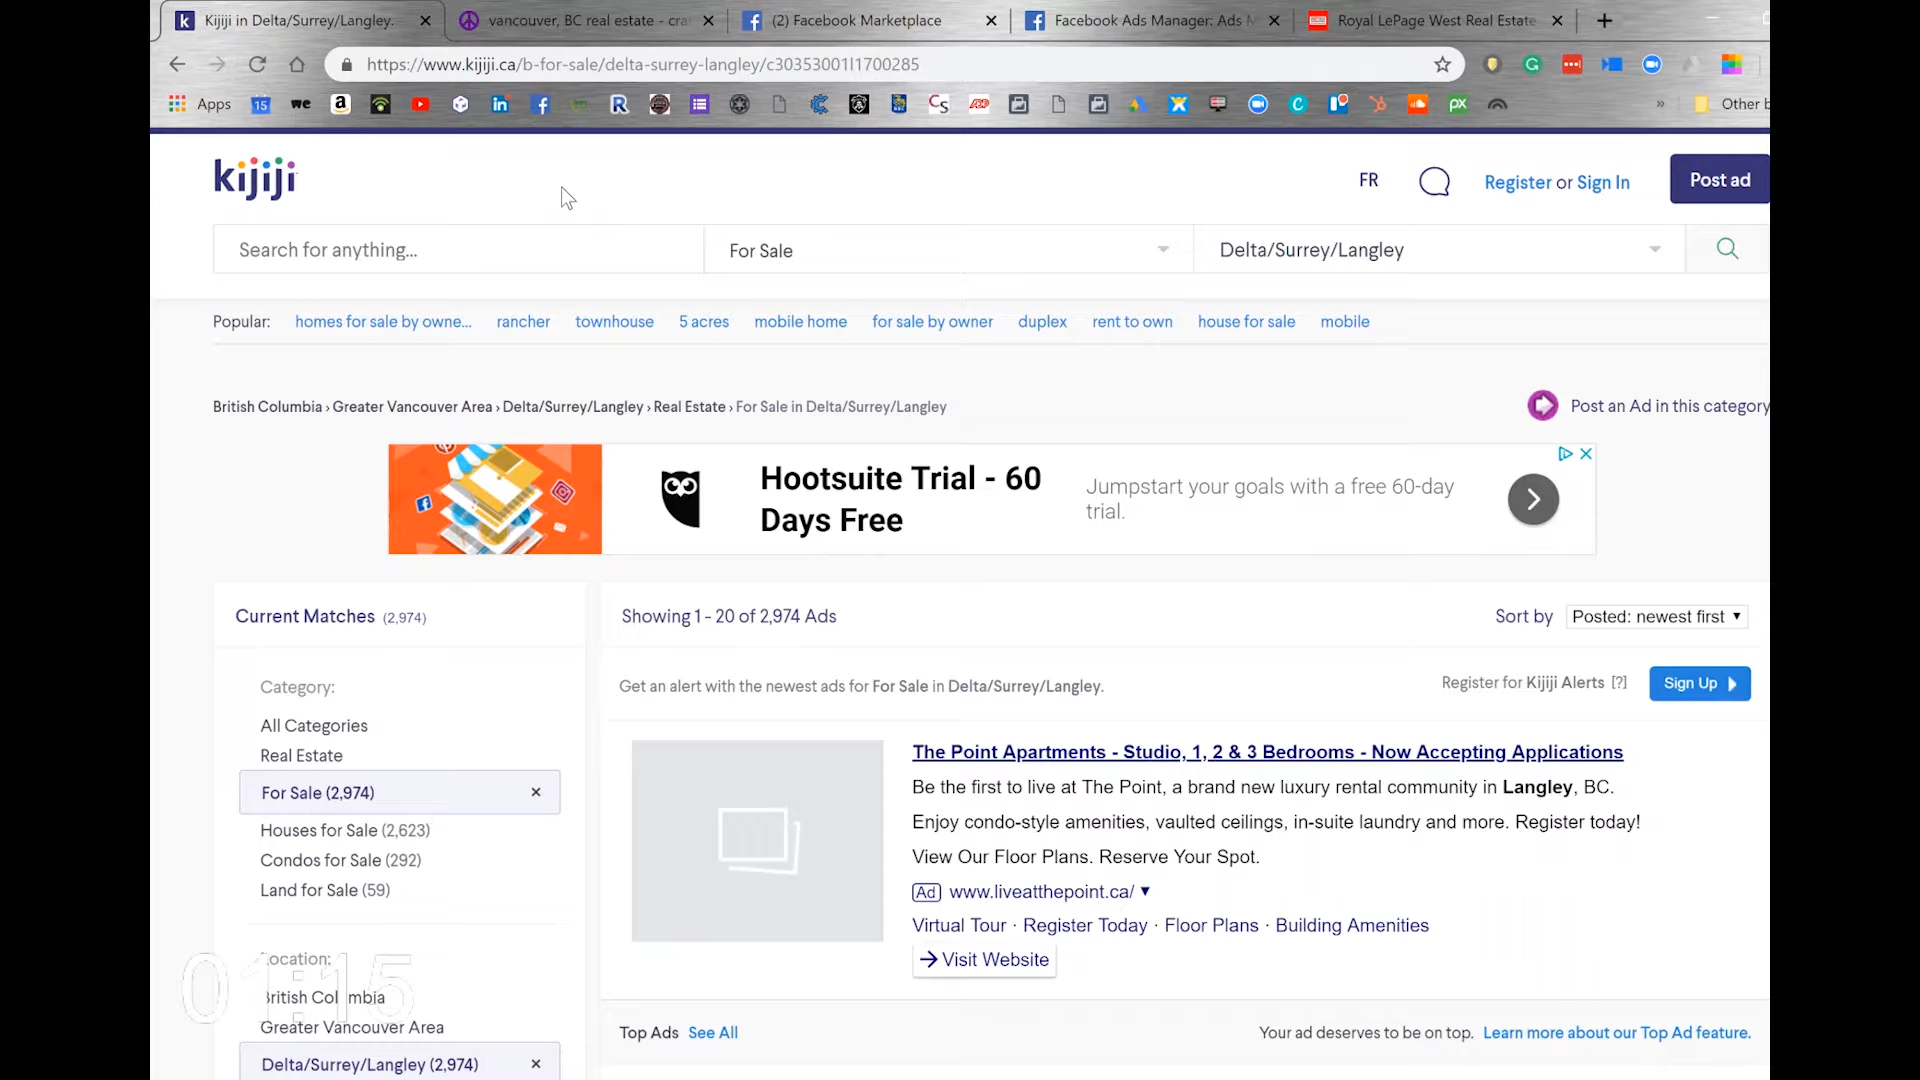 Kijiji in Delta/Surrey/Langley.
vancouver, BC real estate - cra
(2) Facebook Marketplace
Facebook Ads Manager: Ads M
Royal LePage West Real Estate
https://www.kijiji.ca/b-for-sale/delta-surrey-langley/c30353001l1700285
Apps
Other b
kijiji
FR
Register or Sign In
Post ad
Search for anything...
For Sale
Delta/Surrey/Langley
Popular: homes for sale by owne... rancher townhouse 5 acres mobile home for sale by owner duplex rent to own house for sale mobile
British Columbia › Greater Vancouver Area › Delta/Surrey/Langley › Real Estate › For Sale in Delta/Surrey/Langley
Post an Ad in this category
Hootsuite Trial - 60
Days Free
Jumpstart your goals with a free 60-day
trial.
Current Matches (2,974)
Showing 1 - 20 of 2,974 Ads
Sort by Posted: newest first
Category:
All Categories
Real Estate
For Sale (2,974)
Houses for Sale (2,623)
Condos for Sale (292)
Land for Sale (59)
Location:
British Columbia
Greater Vancouver Area
Delta/Surrey/Langley (2,974)
01:15
Get an alert with the newest ads for For Sale in Delta/Surrey/Langley.
Register for Kijiji Alerts [?]
Sign Up
The Point Apartments - Studio, 1, 2 & 3 Bedrooms - Now Accepting Applications
Be the first to live at The Point, a brand new luxury rental community in Langley, BC.
Enjoy condo-style amenities, vaulted ceilings, in-suite laundry and more. Register today!
View Our Floor Plans. Reserve Your Spot.
Ad www.liveatthepoint.ca/
Virtual Tour · Register Today · Floor Plans · Building Amenities
Visit Website
Top Ads See All
Your ad deserves to be on top. Learn more about our Top Ad feature.